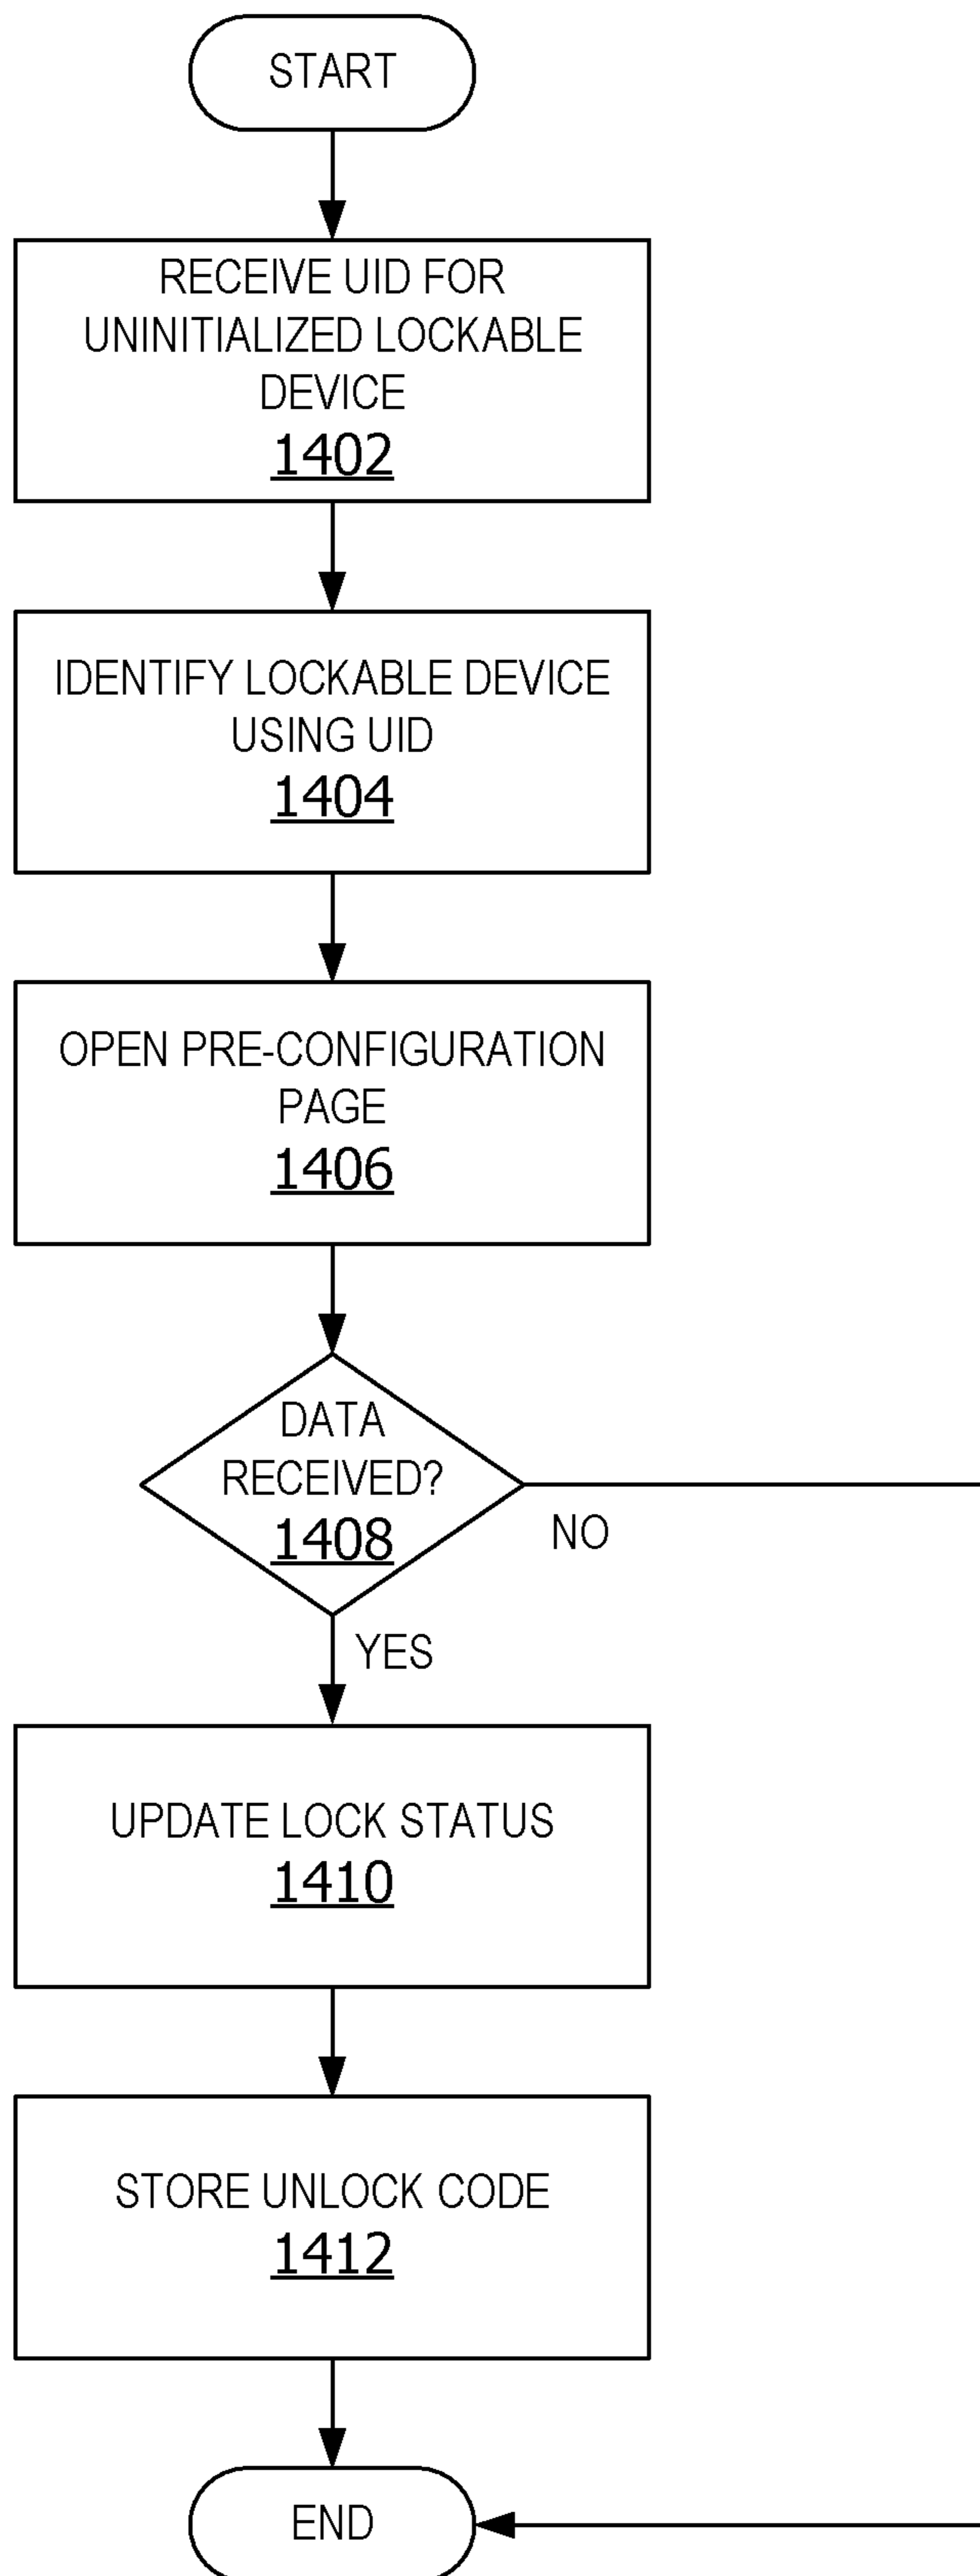 START
RECEIVE UID FOR
UNINITIALIZED LOCKABLE
DEVICE
1402
IDENTIFY LOCKABLE DEVICE
USING UID
1404
OPEN PRE-CONFIGURATION
PAGE
1406
DATA
RECEIVED?
1408
NO
YES
UPDATE LOCK STATUS
1410
STORE UNLOCK CODE
1412
END